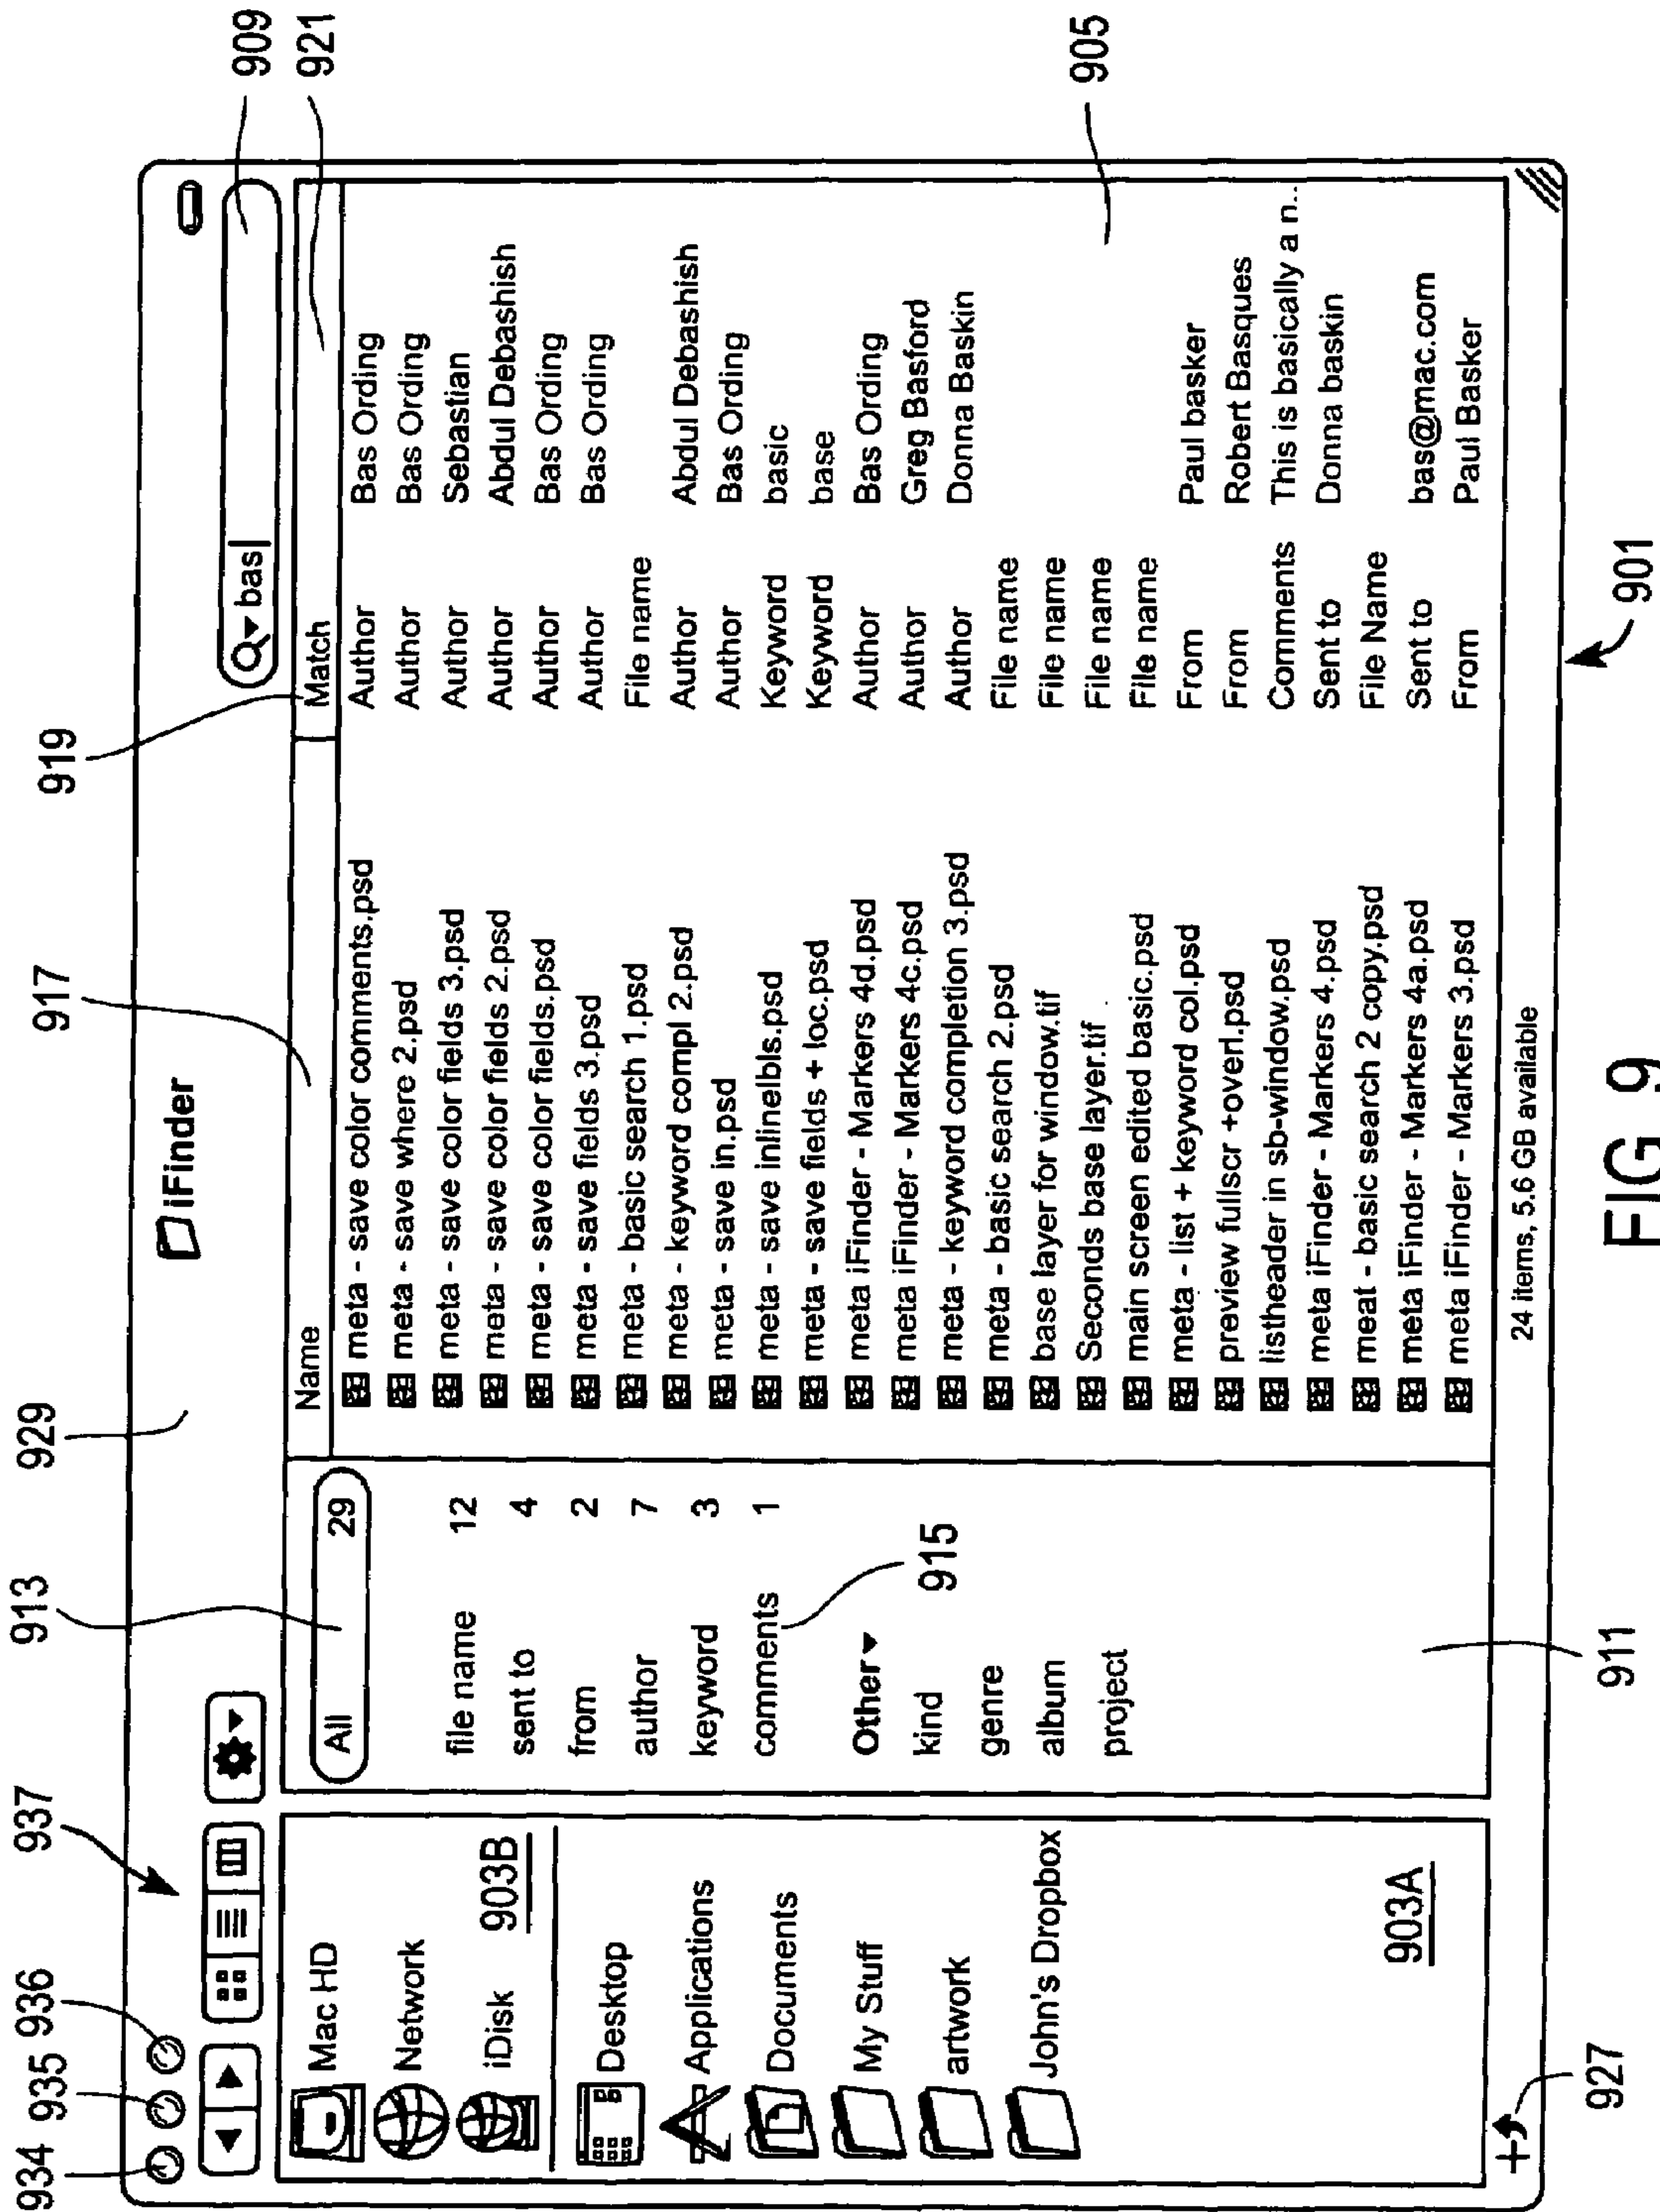 934 935 936 937 913 929 917 919 909 921
iFinder
bas
Mac HD
Network
iDisk
903B
Desktop
Applications
Documents
My Stuff
artwork
John's Dropbox
903A
All 29
file name 12
sent to 4
from 2
author 7
keyword 3
comments 1
915
Other
kind
genre
album
project
Name Match
meta - save color comments.psd Author Bas Ording
meta - save where 2.psd Author Bas Ording
meta - save color fields 3.psd Author Sebastian
meta - save color fields 2.psd Author Abdul Debashish
meta - save color fields.psd Author Bas Ording
meta - save fields 3.psd Author Bas Ording
meta - basic search 1.psd File name
meta - keyword compl 2.psd Author Abdul Debashish
meta - save in.psd Author Bas Ording
meta - save inlinelbls.psd Keyword basic
meta - save fields + loc.psd Keyword base
meta iFinder - Markers 4d.psd Author Bas Ording
meta iFinder - Markers 4c.psd Author Greg Basford
meta - keyword completion 3.psd Author Donna Baskin
meta - basic search 2.psd File name
base layer for window.tif File name
Seconds base layer.tif File name
main screen edited basic.psd File name
meta - list + keyword col.psd From Paul basker
preview fullscr +overl.psd From Robert Basques
listheader in sb-window.psd Comments This is basically a n..
meta iFinder - Markers 4.psd Sent to Donna baskin
meat - basic search 2 copy.psd File Name
meta iFinder - Markers 4a.psd Sent to bas@mac.com
meta iFinder - Markers 3.psd From Paul Basker
905
24 items, 5.6 GB available
927 911 901
FIG 9